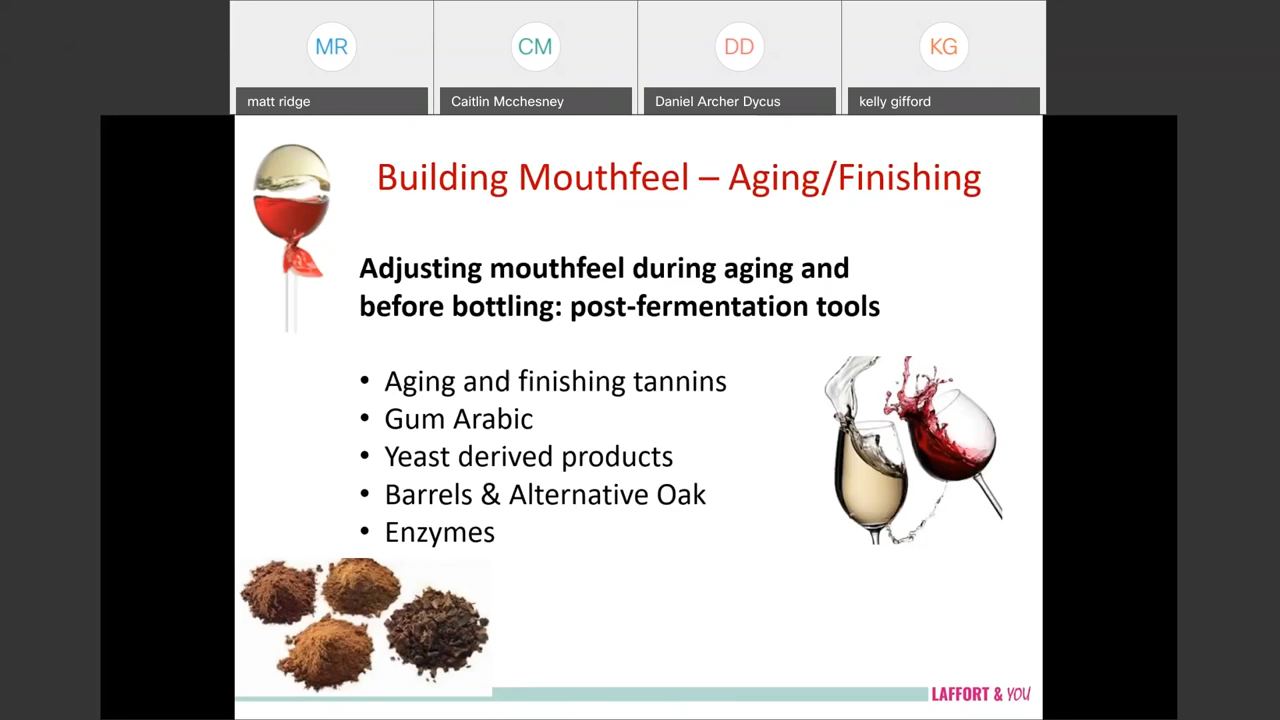 MR
CM
DD
KG
matt ridge
Caitlin Mcchesney
Daniel Archer Dycus
kelly gifford
Building Mouthfeel – Aging/Finishing
Adjusting mouthfeel during aging and
before bottling: post-fermentation tools
• Aging and finishing tannins
• Gum Arabic
• Yeast derived products
• Barrels & Alternative Oak
• Enzymes
LAFFORT & YOU